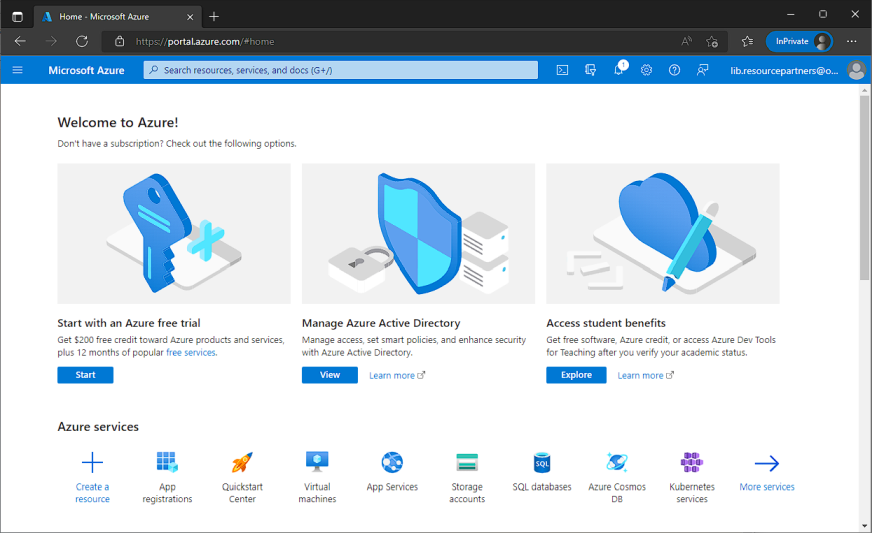 Home - Microsoft Azure
https://portal.azure.com/#home
InPrivate
Microsoft Azure
Search resources, services, and docs (G+/)
1
lib.resourcepartners@o...
Welcome to Azure!
Don't have a subscription? Check out the following options.
Start with an Azure free trial
Get $200 free credit toward Azure products and services,
plus 12 months of popular free services.
Start
Manage Azure Active Directory
Manage access, set smart policies, and enhance security
with Azure Active Directory.
View
Learn more
Access student benefits
Get free software, Azure credit, or access Azure Dev Tools
for Teaching after you verify your academic status.
Explore
Learn more
Azure services
Create a
resource
App
registrations
Quickstart
Center
Virtual
machines
App Services
Storage
accounts
SQL
SQL databases
Azure Cosmos
DB
Kubernetes
services
More services